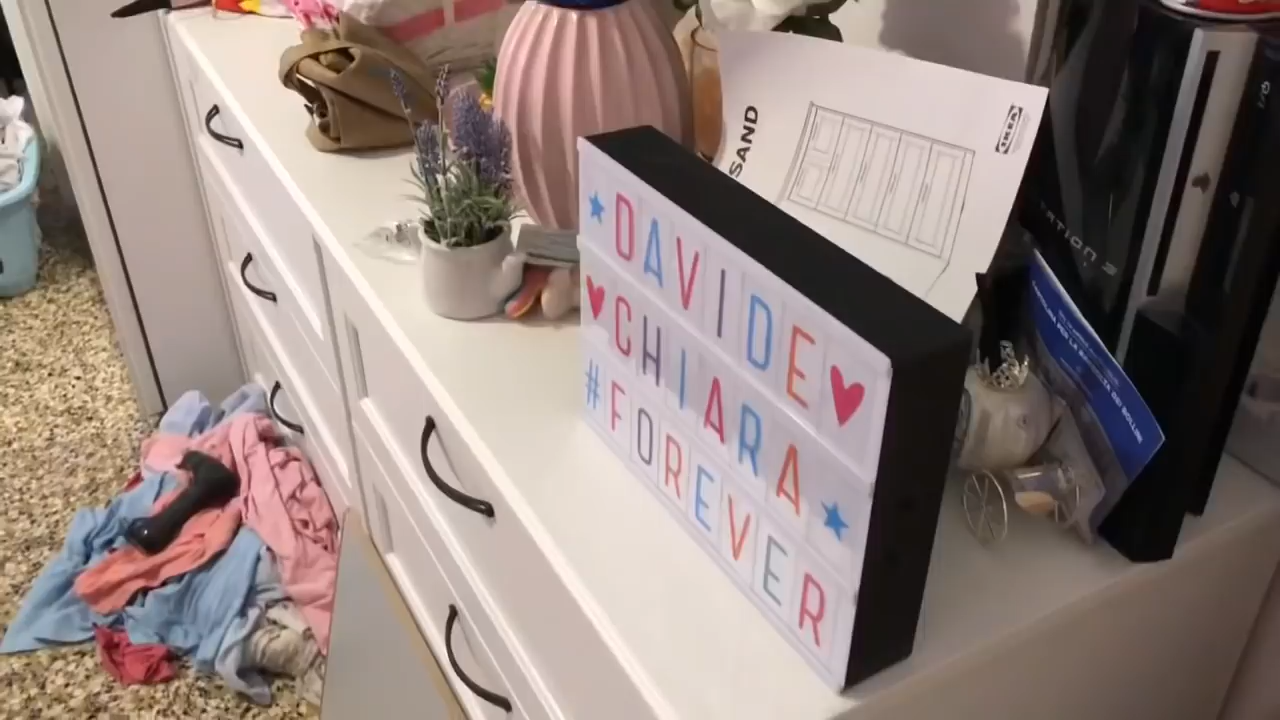 ★DAVIDE♥
♥CHIARA★
#FOREVER
SAND
IKEA